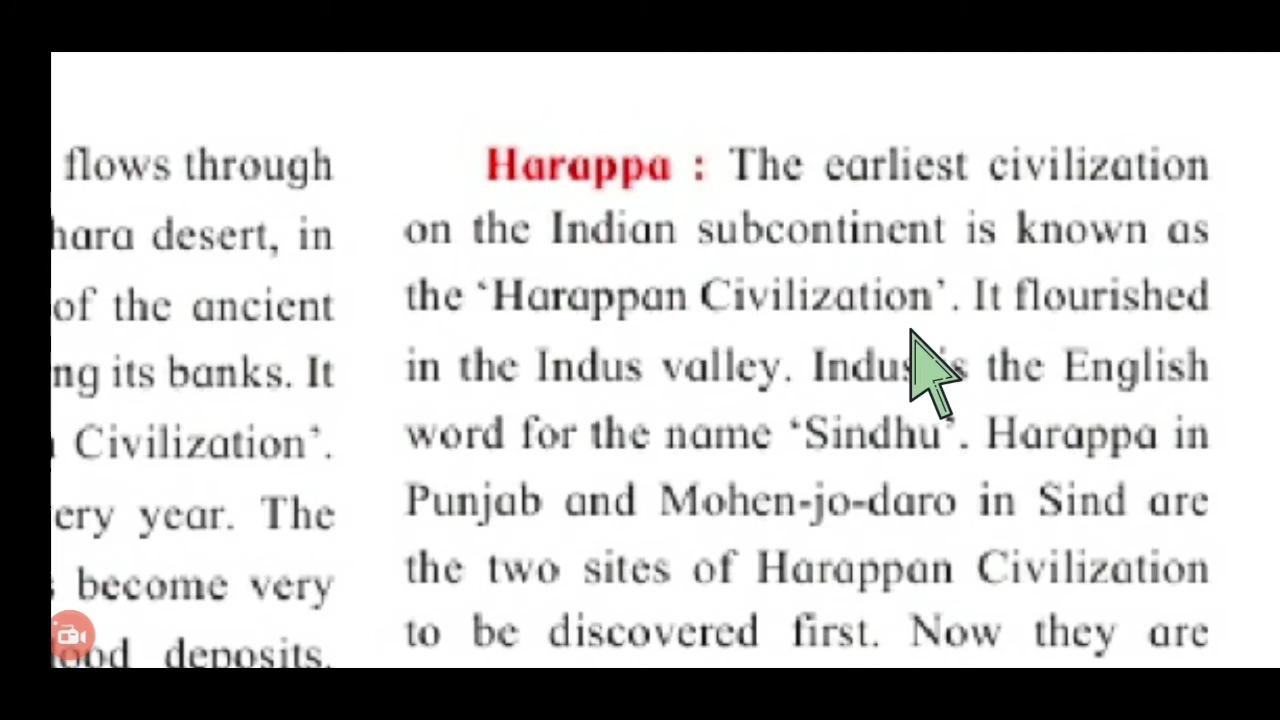 flows through
hara desert, in
of the ancient
ng its banks. It
Civilization’.
ery year. The
become very
deposits.
Harappa : The earliest civilization
on the Indian subcontinent is known as
the ‘Harappan Civilization’. It flourished
in the Indus valley. Indus is the English
word for the name ‘Sindhu’. Harappa in
Punjab and Mohen-jo-daro in Sind are
the two sites of Harappan Civilization
to be discovered first. Now they are